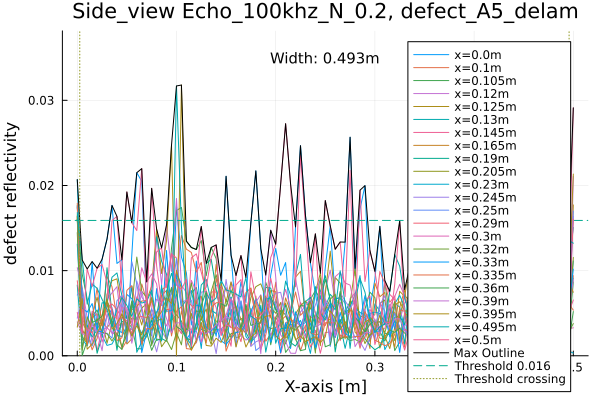 Side_view Echo_100khz_N_0.2, defect_A5_delam
Width: 0.493m
defect reflectivity
0.03
0.02
0.01
0.00
0.0
0.1
0.2
0.3
.5
X-axis [m]
x=0.0m
x=0.1m
x=0.105m
x=0.12m
x=0.125m
x=0.13m
x=0.145m
x=0.165m
x=0.19m
x=0.205m
x=0.23m
x=0.245m
x=0.25m
x=0.29m
x=0.3m
x=0.32m
x=0.33m
x=0.335m
x=0.36m
x=0.39m
x=0.395m
x=0.495m
x=0.5m
Max Outline
Threshold 0.016
Threshold crossing